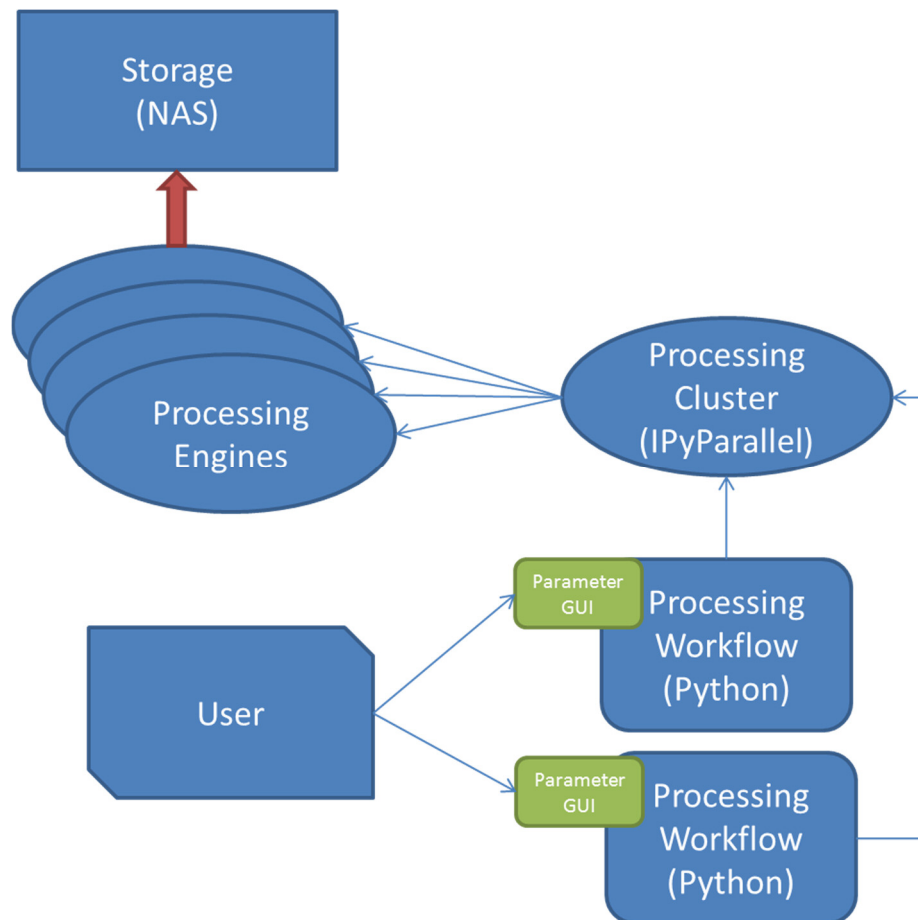 Storage
(NAS)
Processing
Engines
Processing
Cluster
(IPyParallel)
Parameter
GUI
Processing
Workflow
(Python)
User
Parameter
GUI
Processing
Workflow
(Python)